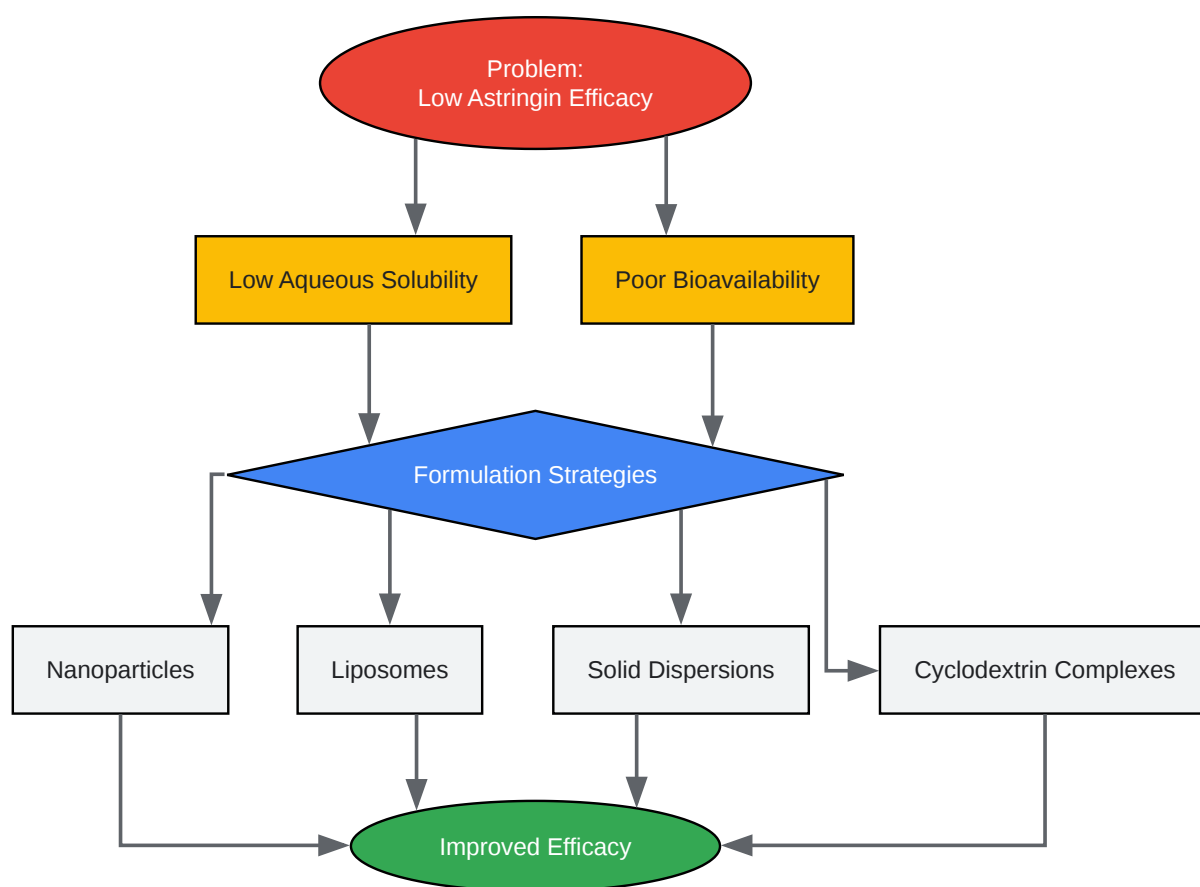 Problem:
Low Astringin Efficacy
Low Aqueous Solubility
Poor Bioavailability
Formulation Strategies
Nanoparticles
Liposomes
Solid Dispersions
Cyclodextrin Complexes
Improved Efficacy